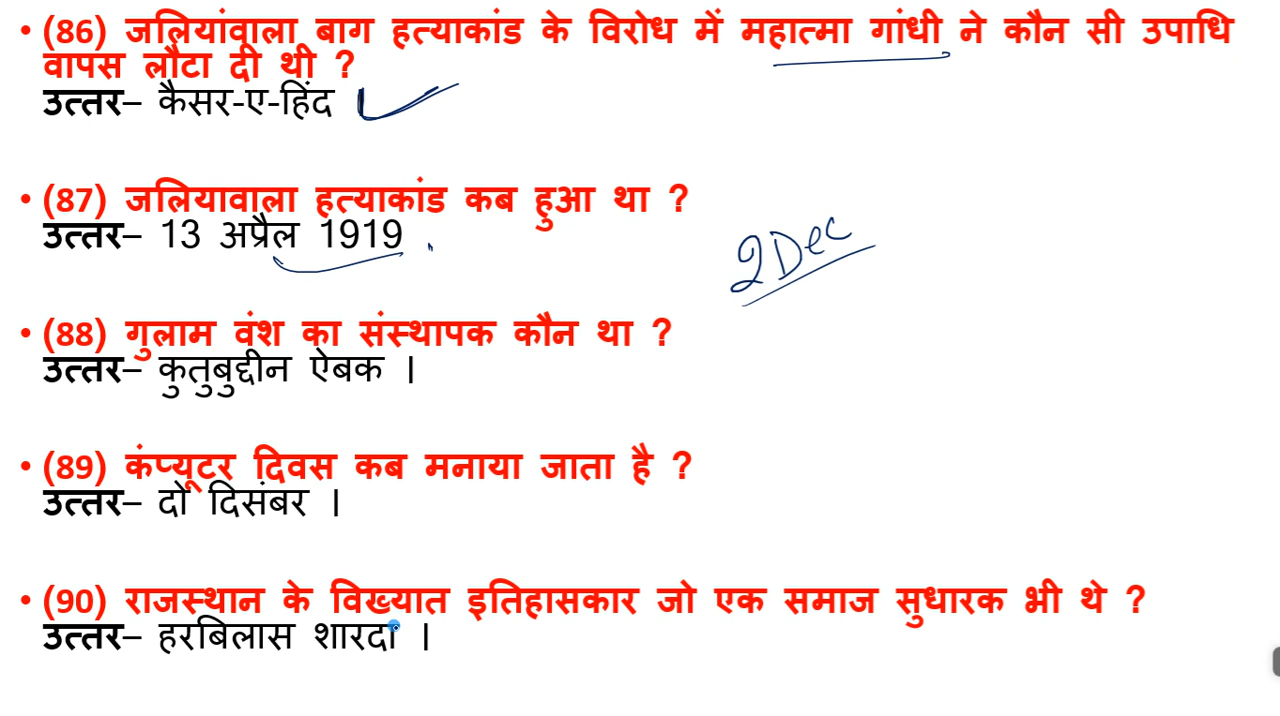 • (86) जलियांवाला बाग हत्याकांड के विरोध में महात्मा गांधी ने कौन सी उपाधि
वापस लौटा दी थी ?
उत्तर– कैसर-ए-हिंद
• (87) जलियावाला हत्याकांड कब हुआ था ?
उत्तर– 13 अप्रैल 1919
2 Dec
• (88) गुलाम वंश का संस्थापक कौन था ?
उत्तर– कुतुबुद्दीन ऐबक ।
• (89) कंप्यूटर दिवस कब मनाया जाता है ?
उत्तर– दो दिसंबर ।
• (90) राजस्थान के विख्यात इतिहासकार जो एक समाज सुधारक भी थे ?
उत्तर– हरबिलास शारदा ।